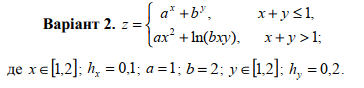 Варіант 2. z = { a^x + b^y, x + y ≤ 1,
ax^2 + ln(bxy), x + y > 1;
де x ∈ [1,2]; h_x = 0,1; a = 1; b = 2; y ∈ [1,2]; h_y = 0,2.